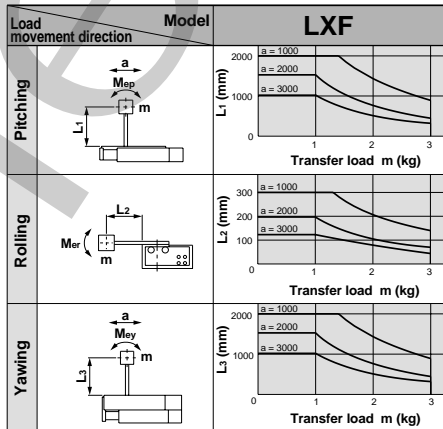 Model
Load movement direction
LXF
Pitching
a
Mep
m
L1
L1 (mm)
2000
1000
a = 1000
a = 2000
a = 3000
0
1
2
3
Transfer load m (kg)
Rolling
L2
Mer
m
L2 (mm)
300
200
100
a = 1000
a = 2000
a = 3000
0
1
2
3
Transfer load m (kg)
Yawing
a
Mey
m
L3
L3 (mm)
2000
1000
a = 1000
a = 2000
a = 3000
0
1
2
3
Transfer load m (kg)